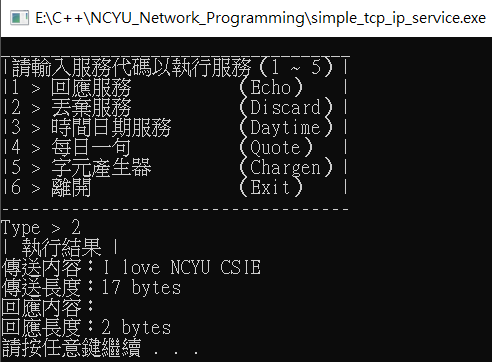 E:\C++\NCYU_Network_Programming\simple_tcp_ip_service.exe
|請輸入服務代碼以執行服務(1 ~ 5)|
|1 > 回應服務 (Echo) |
|2 > 丟棄服務 (Discard)|
|3 > 時間日期服務 (Daytime)|
|4 > 每日一句 (Quote) |
|5 > 字元產生器 (Chargen)|
|6 > 離開 (Exit) |
-----------------------------------
Type > 2
| 執行結果 |
傳送內容：I love NCYU CSIE
傳送長度：17 bytes
回應內容：
回應長度：2 bytes
請按任意鍵繼續 . . .